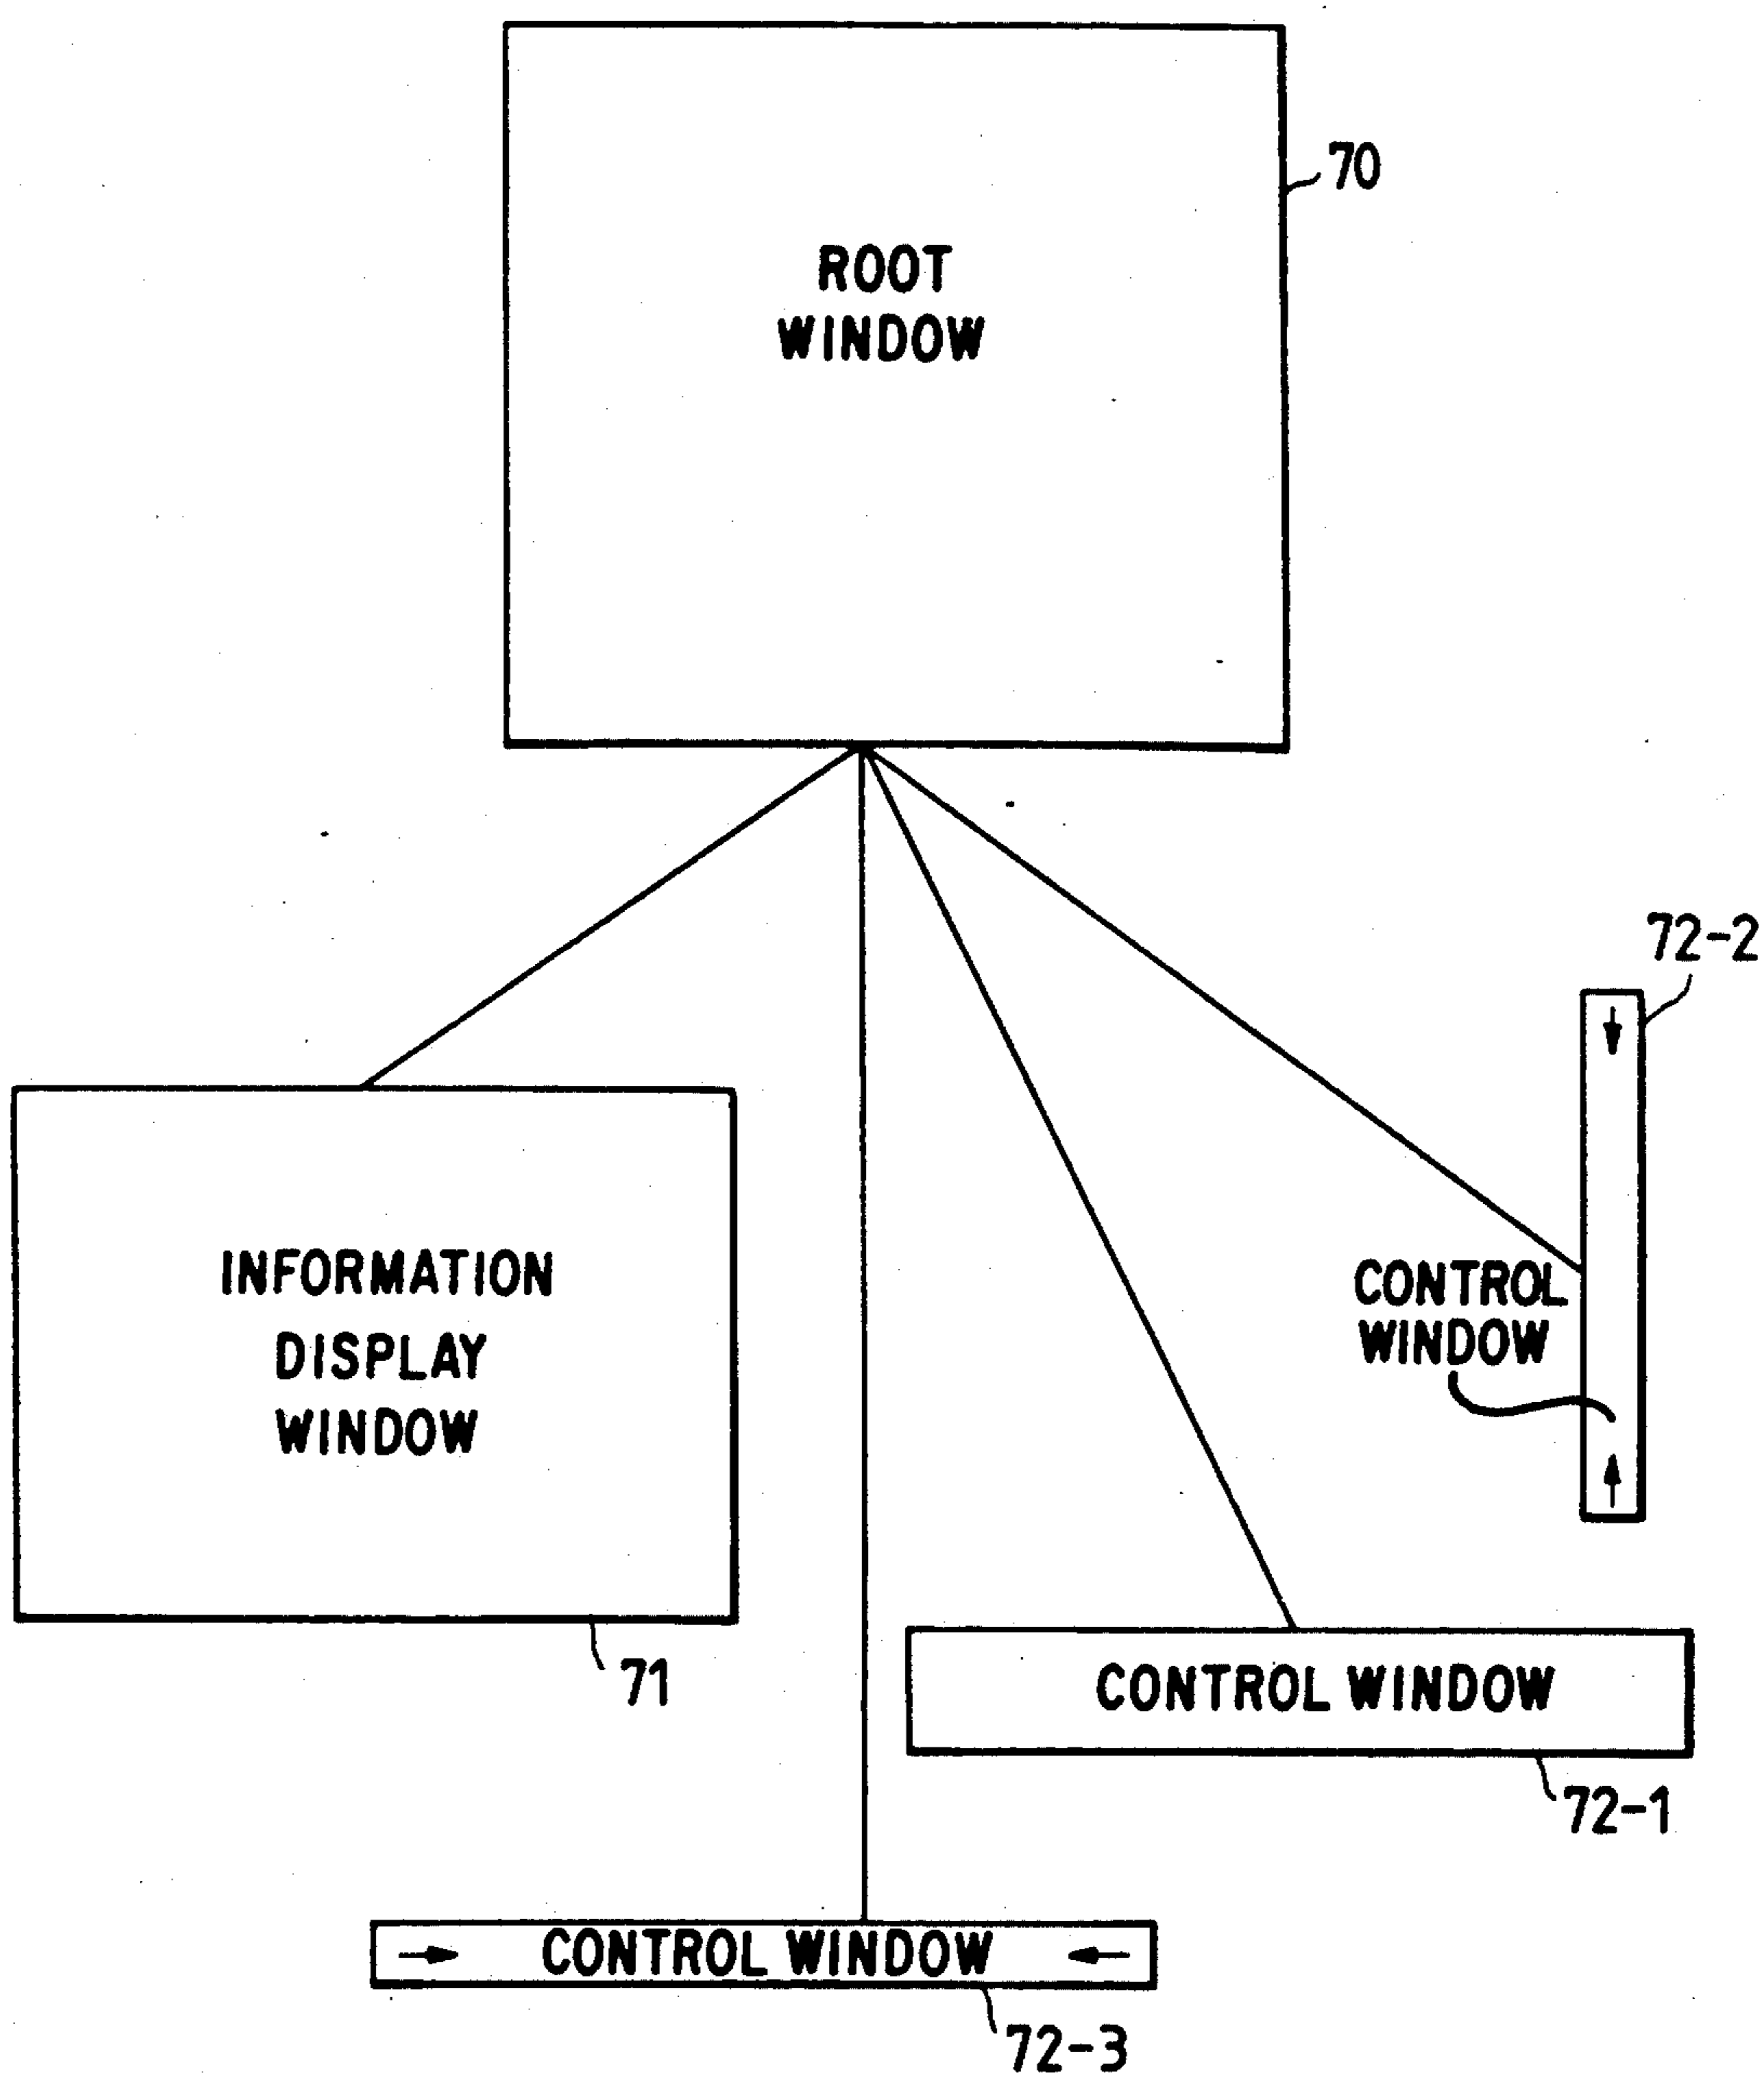 70
ROOT
WINDOW
72-2
INFORMATION
DISPLAY
WINDOW
CONTROL
WINDOW
71
CONTROL WINDOW
72-1
CONTROL WINDOW
72-3